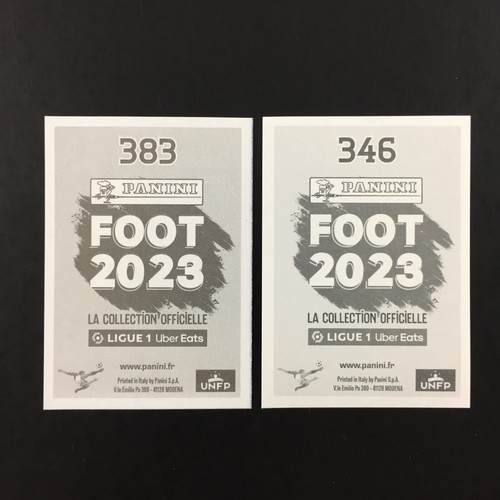 383
PANINI
FOOT
2023
LA COLLECTION OFFICIELLE
LIGUE 1 Uber Eats
www.panini.fr
Printed in Italy by Panini S.p.A.
V.le Emilio Po 380 - 41126 MODENA
UNFP
346
PANINI
FOOT
2023
LA COLLECTION OFFICIELLE
LIGUE 1 Uber Eats
www.panini.fr
Printed in Italy by Panini S.p.A.
V.le Emilio Po 380 - 41126 MODENA
UNFP